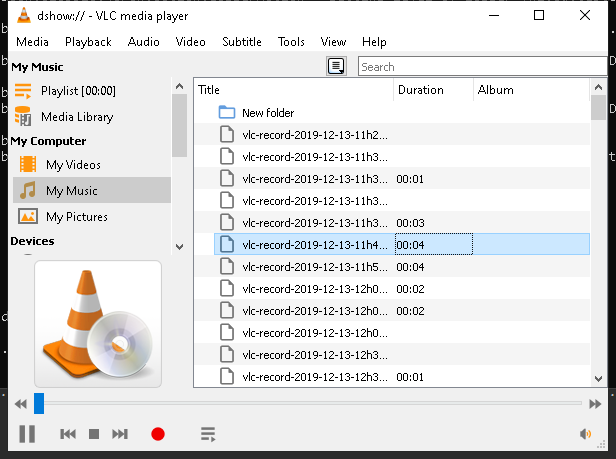 dshow:// - VLC media player
Media Playback Audio Video Subtitle Tools View Help
My Music
Playlist [00:00]
Media Library
My Computer
My Videos
My Music
My Pictures
Devices
Search
Title Duration Album
New folder
vlc-record-2019-12-13-11h2...
vlc-record-2019-12-13-11h3...
vlc-record-2019-12-13-11h3... 00:01
vlc-record-2019-12-13-11h3...
vlc-record-2019-12-13-11h3... 00:03
vlc-record-2019-12-13-11h4... 00:04
vlc-record-2019-12-13-11h5... 00:04
vlc-record-2019-12-13-12h0... 00:02
vlc-record-2019-12-13-12h0... 00:02
vlc-record-2019-12-13-12h0...
vlc-record-2019-12-13-12h3...
vlc-record-2019-12-13-12h3... 00:01